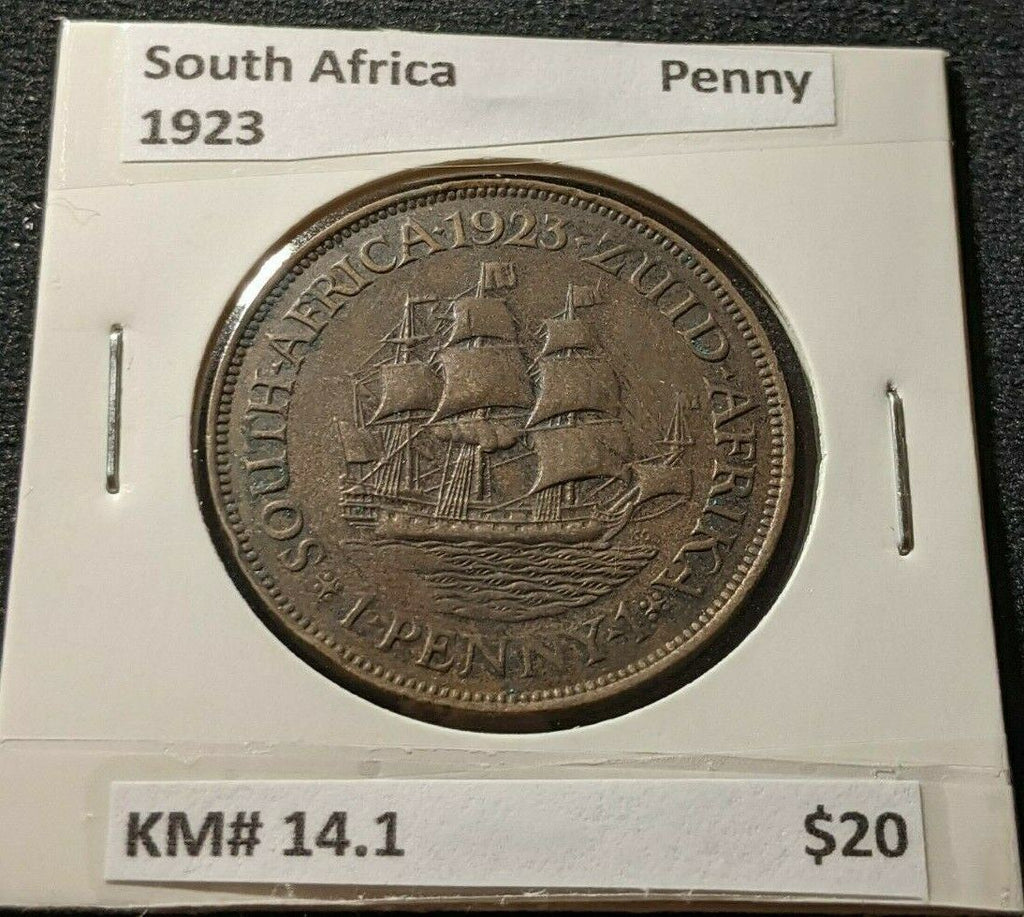 South Africa Penny
1923
SOUTH·AFRICA·1923·ZUID·AFRIKA
1·PENNY·1
KM# 14.1 $20